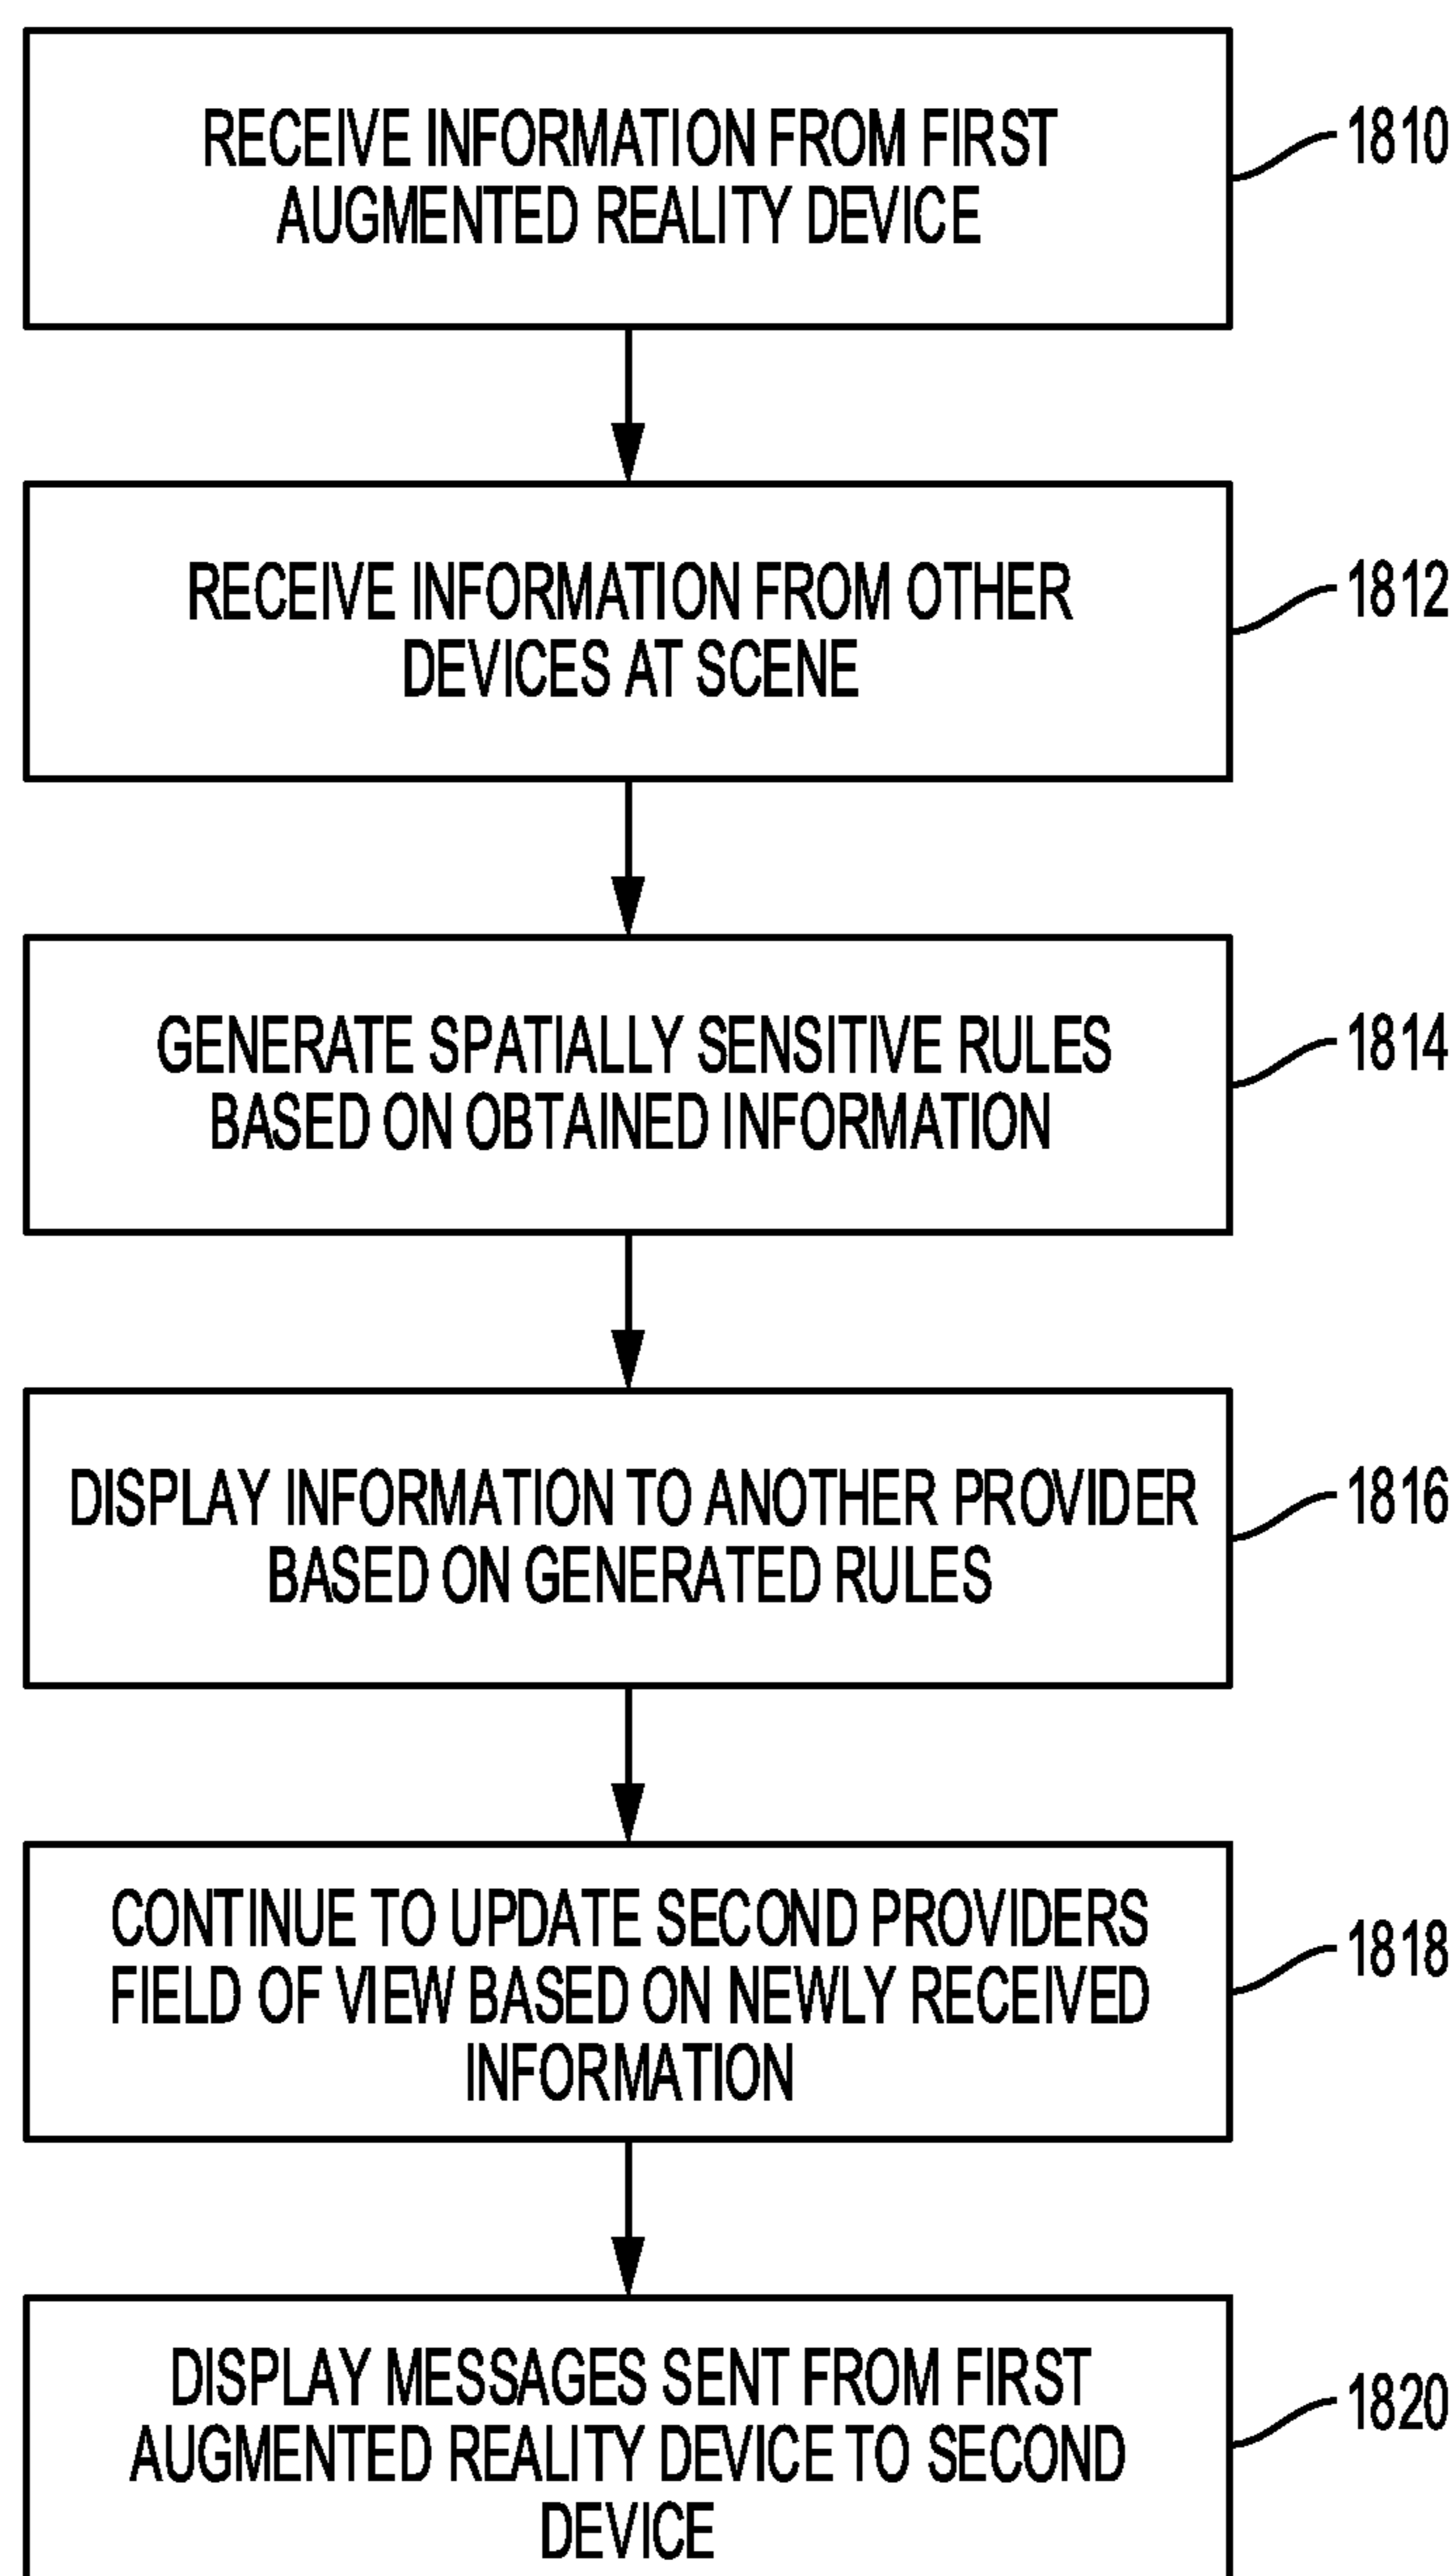 RECEIVE INFORMATION FROM FIRST
AUGMENTED REALITY DEVICE
1810
RECEIVE INFORMATION FROM OTHER
DEVICES AT SCENE
1812
GENERATE SPATIALLY SENSITIVE RULES
BASED ON OBTAINED INFORMATION
1814
DISPLAY INFORMATION TO ANOTHER PROVIDER
BASED ON GENERATED RULES
1816
CONTINUE TO UPDATE SECOND PROVIDERS
FIELD OF VIEW BASED ON NEWLY RECEIVED
INFORMATION
1818
DISPLAY MESSAGES SENT FROM FIRST
AUGMENTED REALITY DEVICE TO SECOND
DEVICE
1820